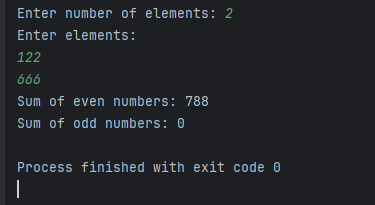 Enter number of elements: 2
Enter elements:
122
666
Sum of even numbers: 788
Sum of odd numbers: 0
Process finished with exit code 0